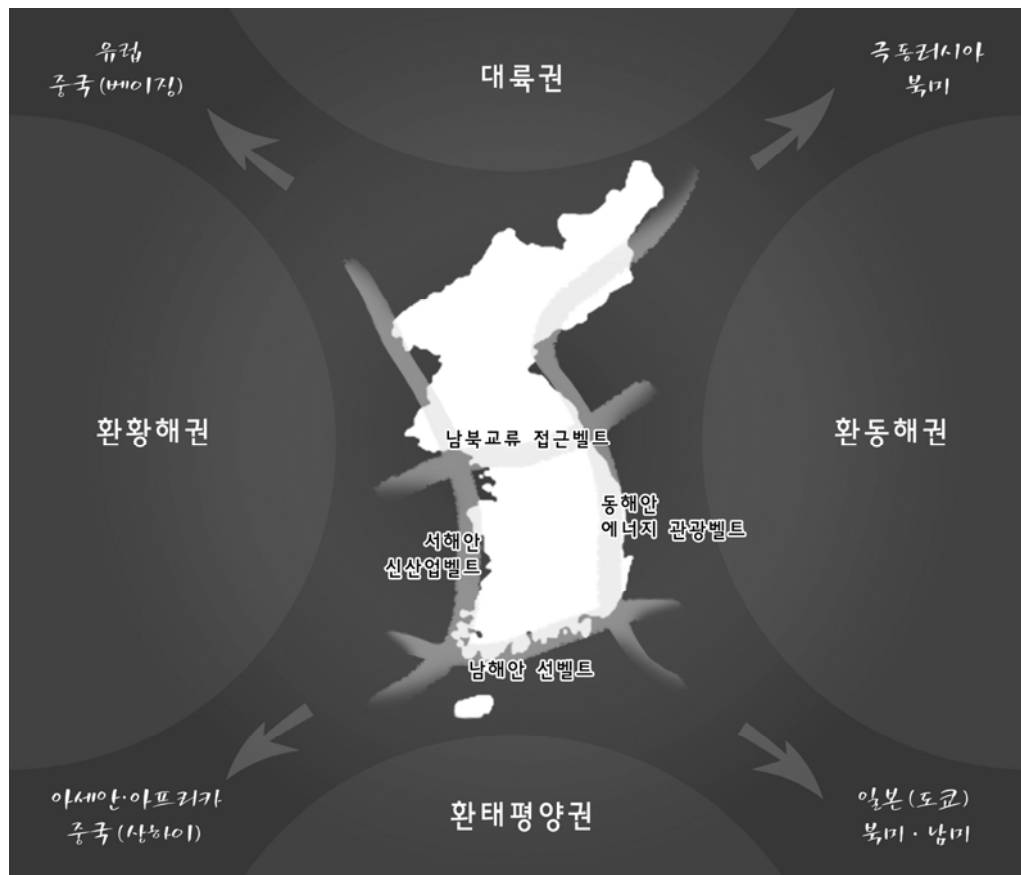 유럽
중국(베이징)
대륙권
극동러시아
북미
환황해권
남북교류 접근벨트
환동해권
동해안
에너지 관광벨트
서해안
신산업벨트
남해안 선벨트
아세안·아프리카
중국(상하이)
환태평양권
일본(도쿄)
북미·남미